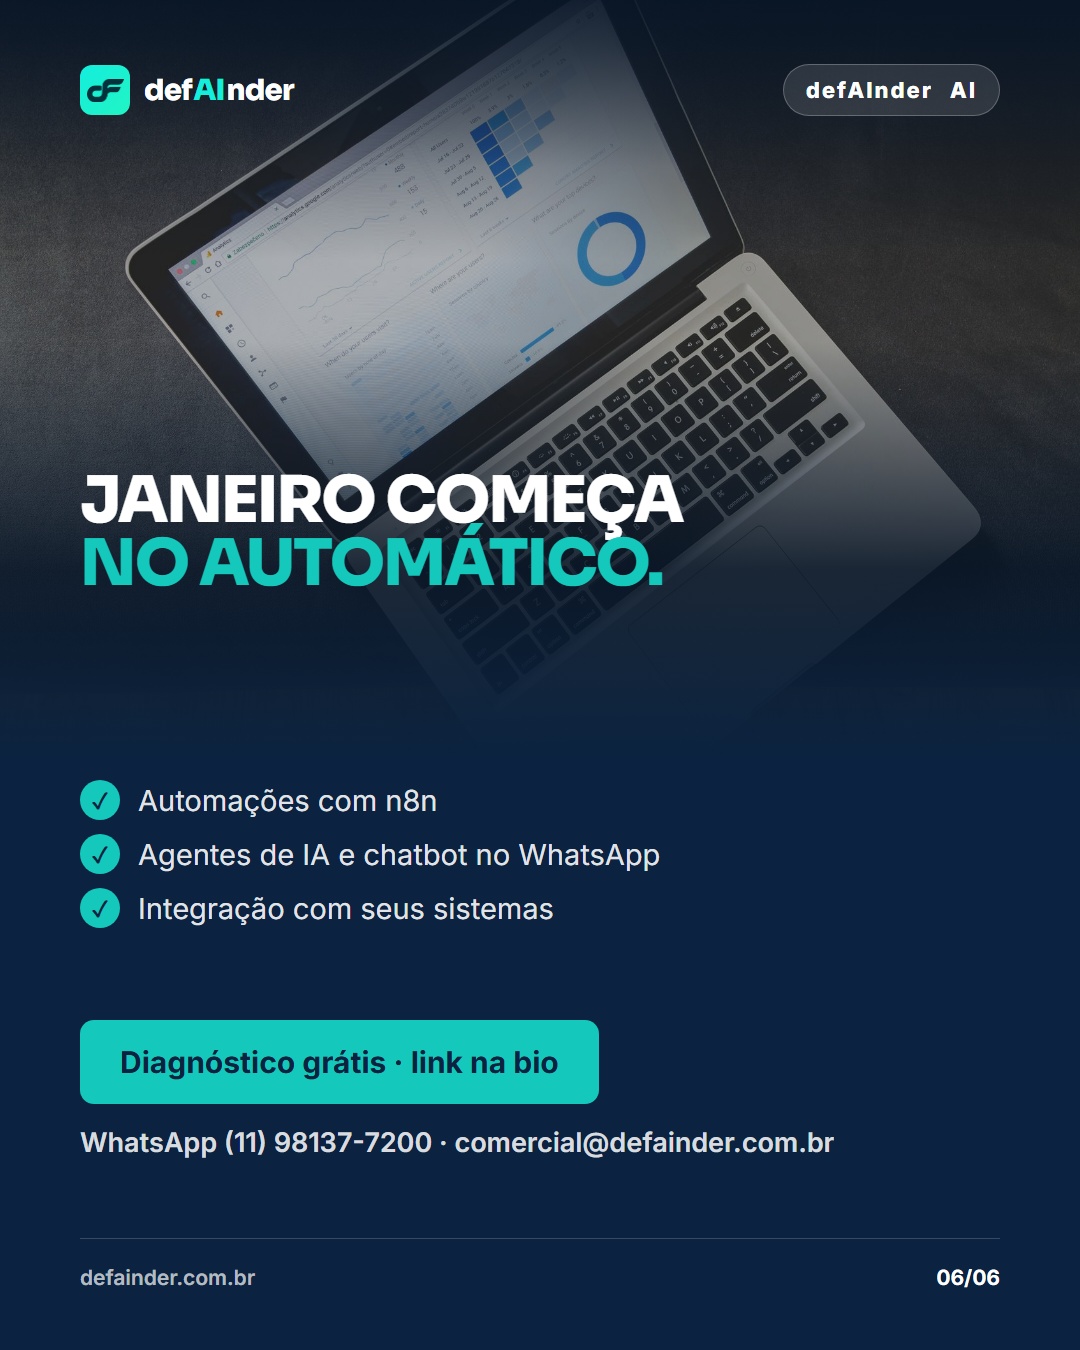 defAInder
defAInder AI
JANEIRO COMEÇA
NO AUTOMÁTICO.
✓ Automações com n8n
✓ Agentes de IA e chatbot no WhatsApp
✓ Integração com seus sistemas
Diagnóstico grátis · link na bio
WhatsApp (11) 98137-7200 · comercial@defainder.com.br
defainder.com.br
06/06